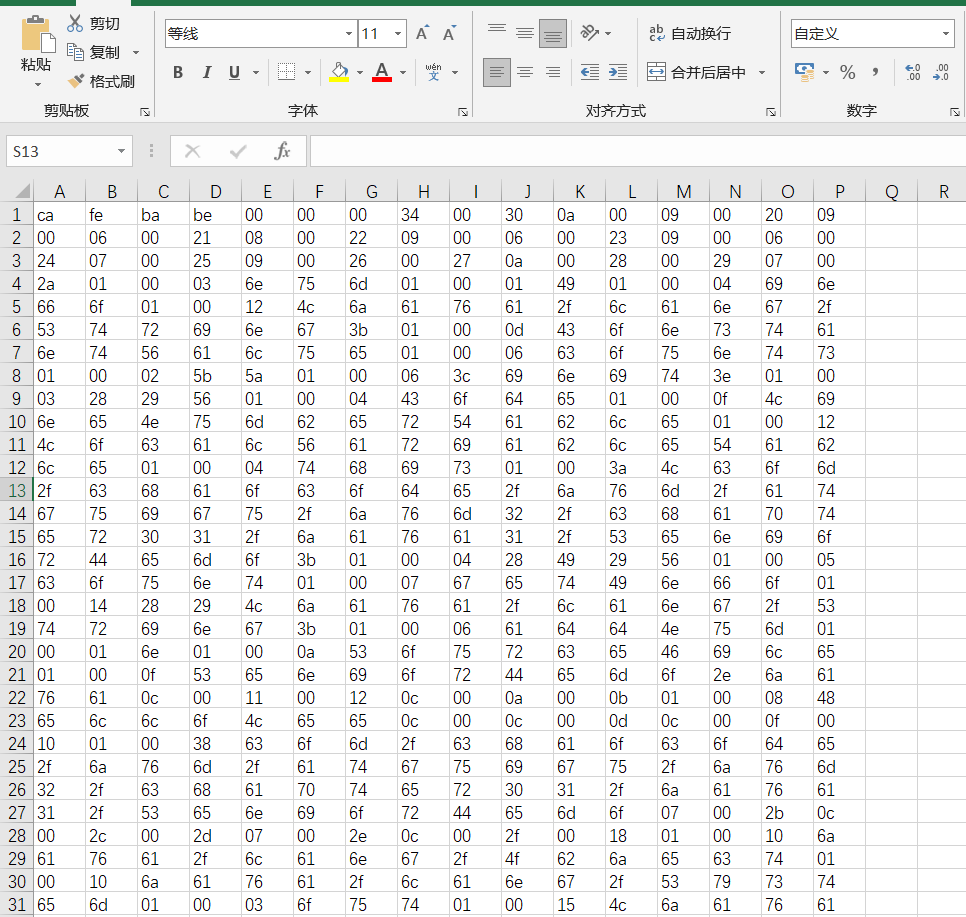 剪切
等线 11 自定义
ab 自动换行
复制
粘贴
B I U A wén 文 合并后居中 % , .00 .0
格式刷
剪贴板 字体 对齐方式 数字
S13 fx
A B C D E F G H I J K L M N O P Q R
1 ca fe ba be 00 00 00 34 00 30 0a 00 09 00 20 09
2 00 06 00 21 08 00 22 09 00 06 00 23 09 00 06 00
3 24 07 00 25 09 00 26 00 27 0a 00 28 00 29 07 00
4 2a 01 00 03 6e 75 6d 01 00 01 49 01 00 04 69 6e
5 66 6f 01 00 12 4c 6a 61 76 61 2f 6c 61 6e 67 2f
6 53 74 72 69 6e 67 3b 01 00 0d 43 6f 6e 73 74 61
7 6e 74 56 61 6c 75 65 01 00 06 63 6f 75 6e 74 73
8 01 00 02 5b 5a 01 00 06 3c 69 6e 69 74 3e 01 00
9 03 28 29 56 01 00 04 43 6f 64 65 01 00 0f 4c 69
10 6e 65 4e 75 6d 62 65 72 54 61 62 6c 65 01 00 12
11 4c 6f 63 61 6c 56 61 72 69 61 62 6c 65 54 61 62
12 6c 65 01 00 04 74 68 69 73 01 00 3a 4c 63 6f 6d
13 2f 63 68 61 6f 63 6f 64 65 2f 6a 76 6d 2f 61 74
14 67 75 69 67 75 2f 6a 76 6d 32 2f 63 68 61 70 74
15 65 72 30 31 2f 6a 61 76 61 31 2f 53 65 6e 69 6f
16 72 44 65 6d 6f 3b 01 00 04 28 49 29 56 01 00 05
17 63 6f 75 6e 74 01 00 07 67 65 74 49 6e 66 6f 01
18 00 14 28 29 4c 6a 61 76 61 2f 6c 61 6e 67 2f 53
19 74 72 69 6e 67 3b 01 00 06 61 64 64 4e 75 6d 01
20 00 01 6e 01 00 0a 53 6f 75 72 63 65 46 69 6c 65
21 01 00 0f 53 65 6e 69 6f 72 44 65 6d 6f 2e 6a 61
22 76 61 0c 00 11 00 12 0c 00 0a 00 0b 01 00 08 48
23 65 6c 6c 6f 4c 65 65 0c 00 0c 00 0d 0c 00 0f 00
24 10 01 00 38 63 6f 6d 2f 63 68 61 6f 63 6f 64 65
25 2f 6a 76 6d 2f 61 74 67 75 69 67 75 2f 6a 76 6d
26 32 2f 63 68 61 70 74 65 72 30 31 2f 6a 61 76 61
27 31 2f 53 65 6e 69 6f 72 44 65 6d 6f 07 00 2b 0c
28 00 2c 00 2d 07 00 2e 0c 00 2f 00 18 01 00 10 6a
29 61 76 61 2f 6c 61 6e 67 2f 4f 62 6a 65 63 74 01
30 00 10 6a 61 76 61 2f 6c 61 6e 67 2f 53 79 73 74
31 65 6d 01 00 03 6f 75 74 01 00 15 4c 6a 61 76 61